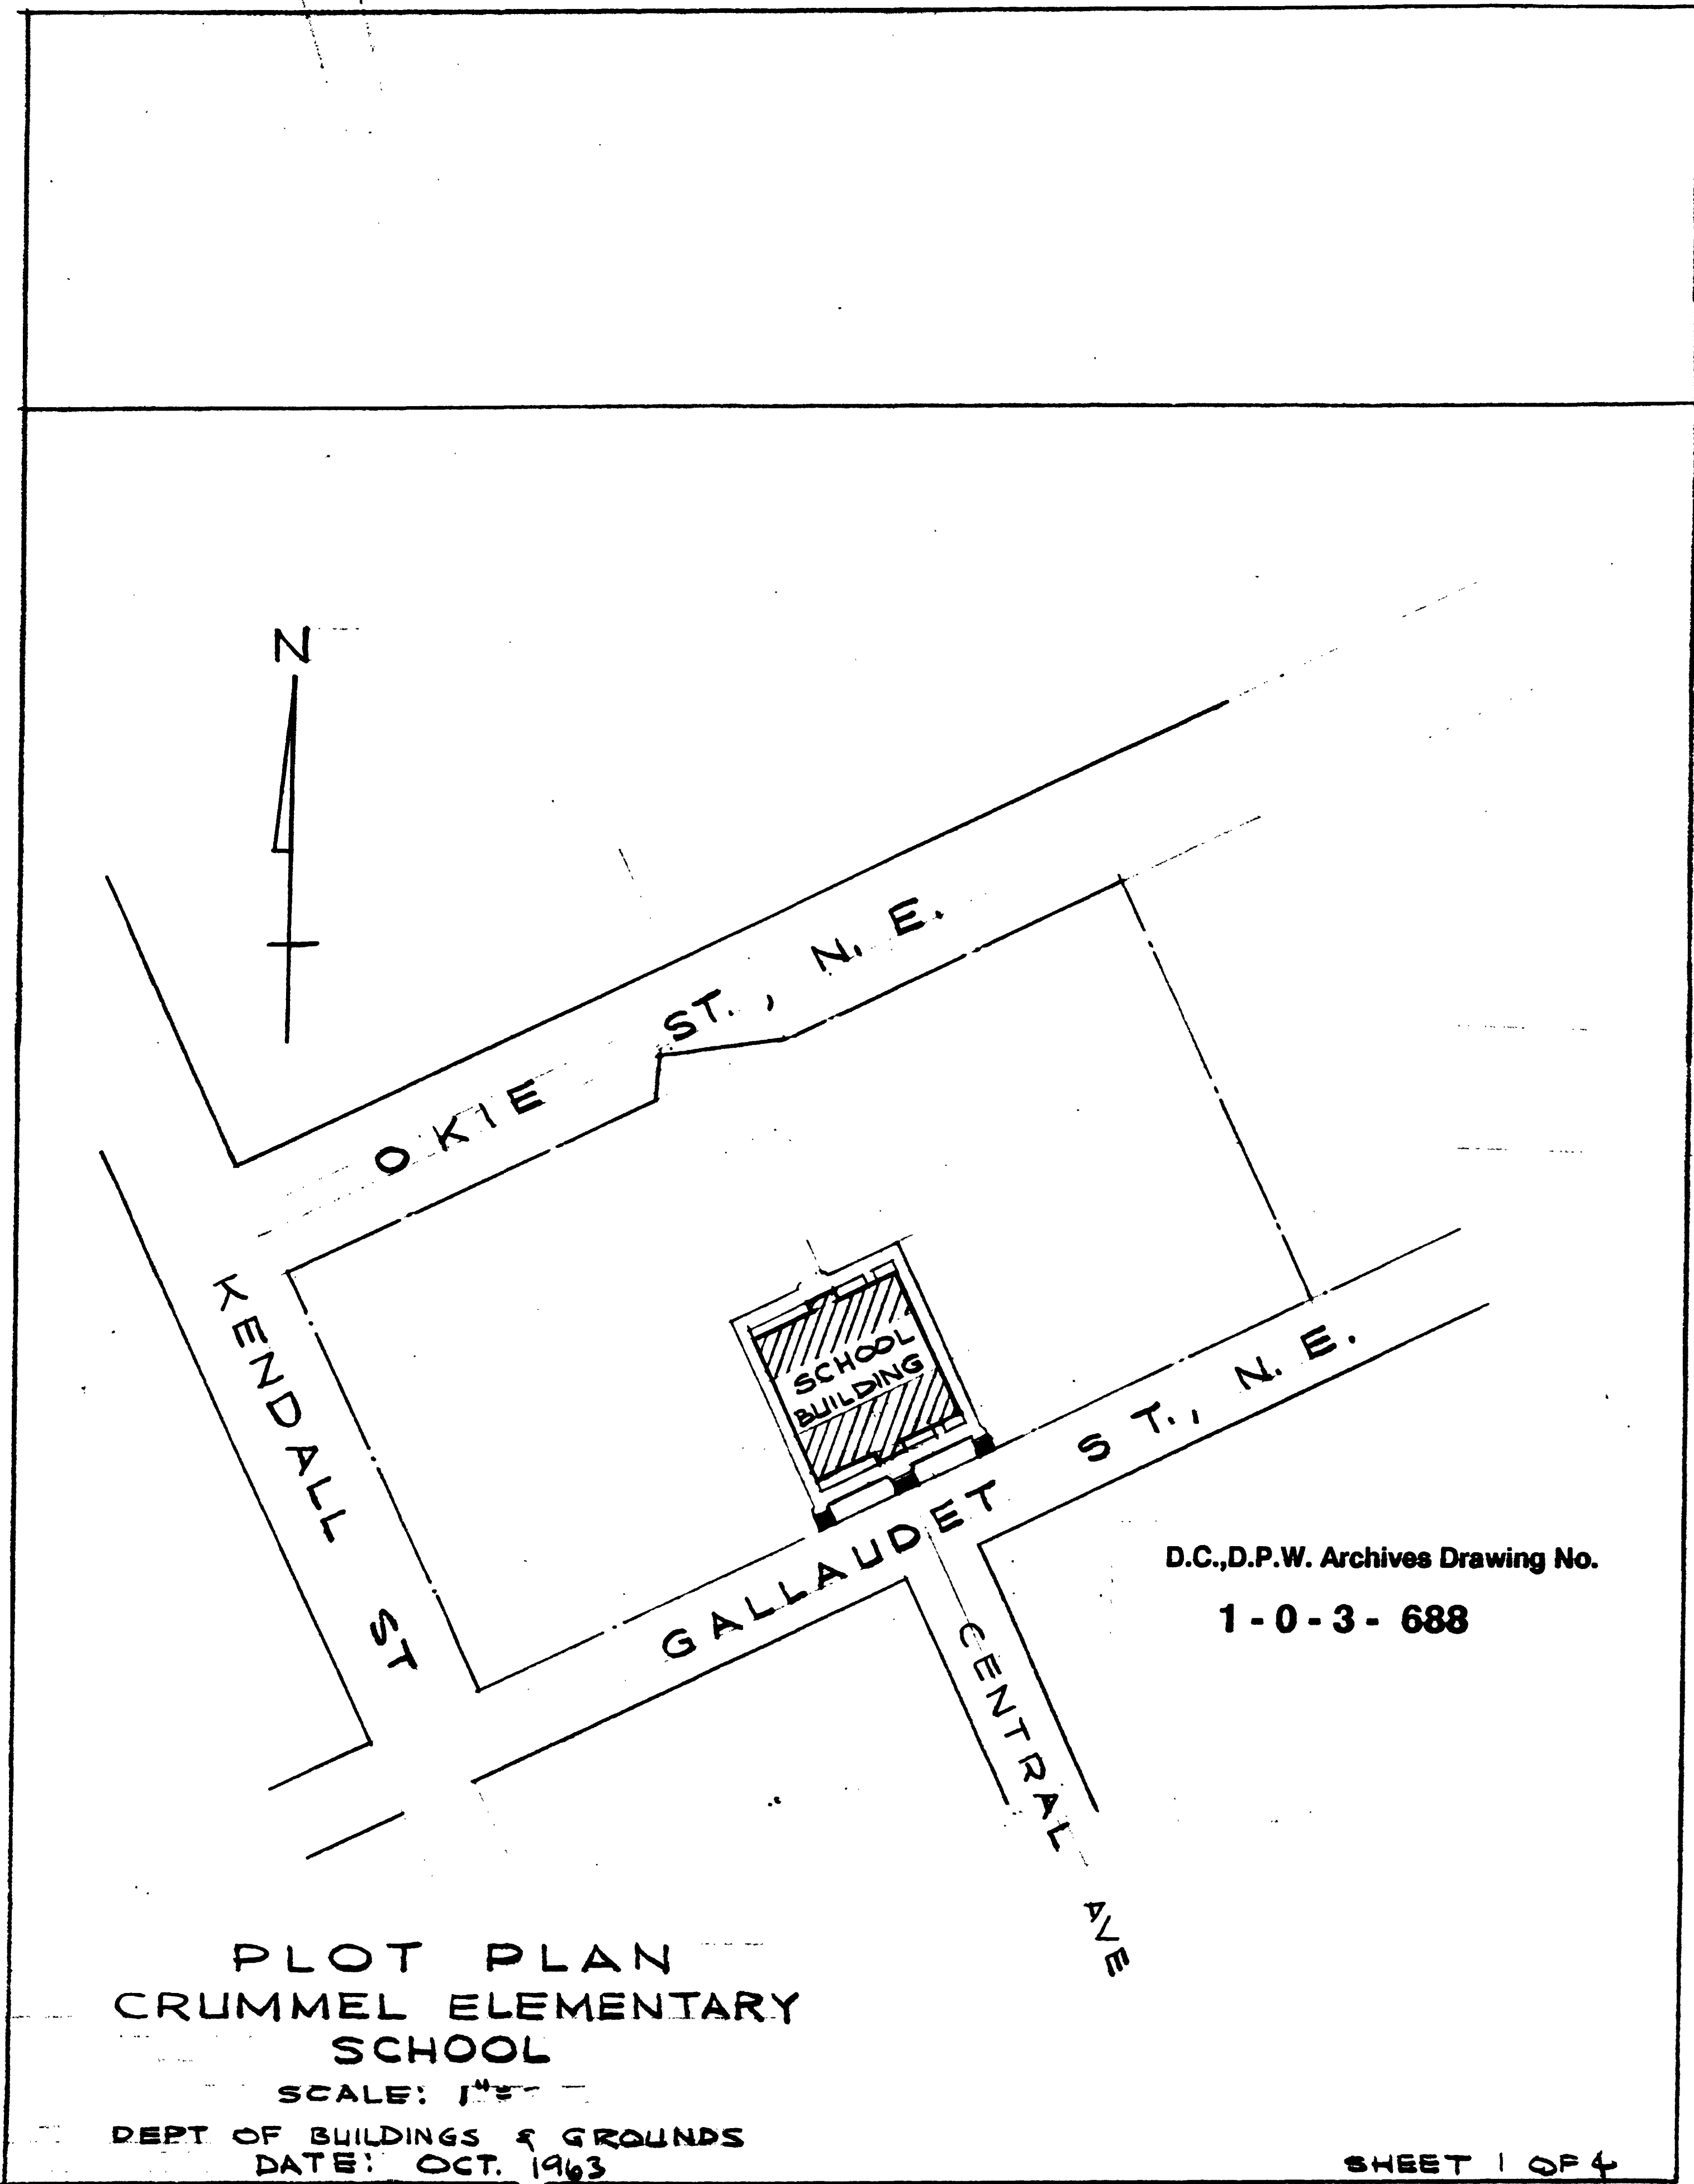 N
OKIE ST., N. E.
KENDALL ST
SCHOOL
BUILDING
GALLAUDET ST., N. E.
CENTRAL AVE
D.C.,D.P.W. Archives Drawing No.
1 - 0 - 3 - 688
PLOT PLAN
CRUMMEL ELEMENTARY
SCHOOL
SCALE: 1"=
DEPT OF BUILDINGS & GROUNDS
DATE: OCT. 1963
SHEET 1 OF 4